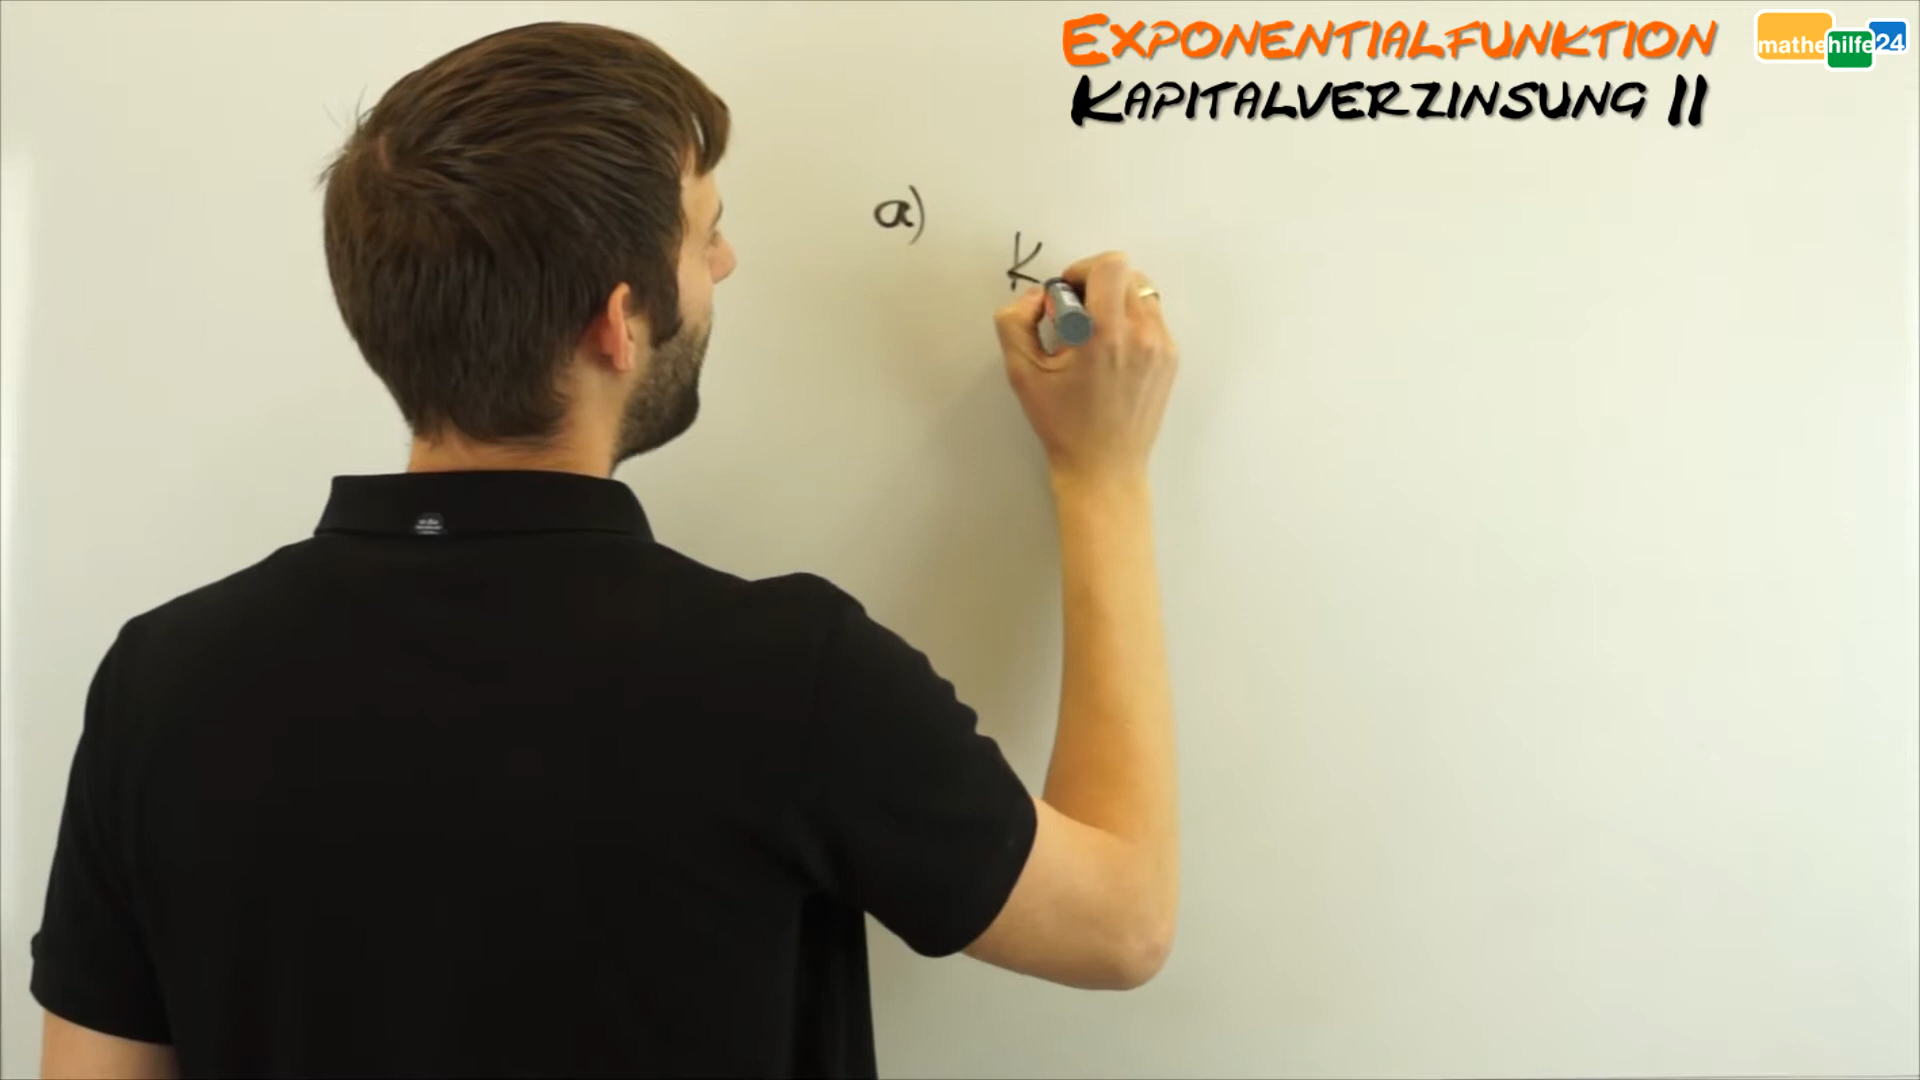 EXPONENTIALFUNKTION
KAPITALVERZINSUNG II
mathehilfe24
a)
K